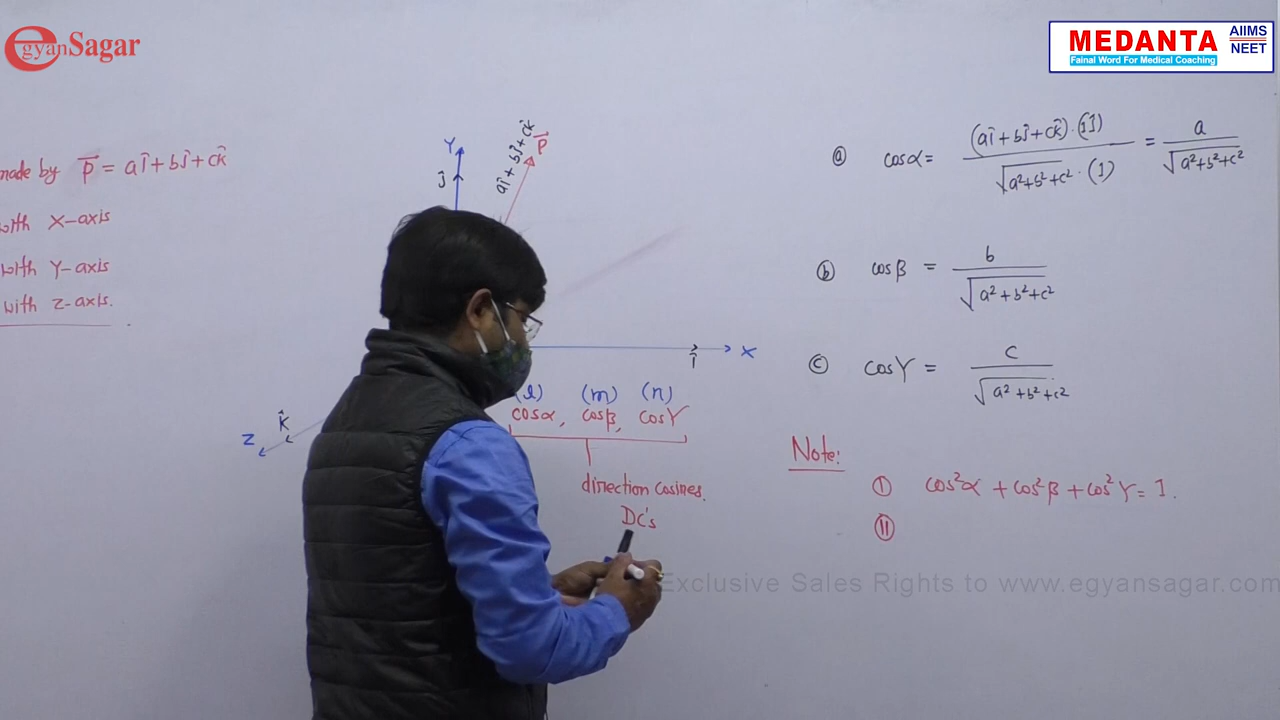 egyanSagar
MEDANTA
AIIMS
NEET
Fainal Word For Medical Coaching
made by P⃗ = aî+bĵ+ck̂
with X-axis
with Y-axis
with Z-axis.
Y
ĵ
aî+bĵ+ck̂
P⃗
X
î
k̂
Z
(l) (m) (n)
cosα, cosβ, cosγ
direction cosines.
DC's
ⓐ cosα = (aî+bĵ+ck̂)·(1î) / √a²+b²+c² · (1) = a / √a²+b²+c²
ⓑ cosβ = b / √a²+b²+c²
ⓒ cosγ = c / √a²+b²+c²
Note:
Ⓘ cos²α + cos²β + cos²γ = 1.
Ⓘⓘ
Exclusive Sales Rights to www.egyansagar.com